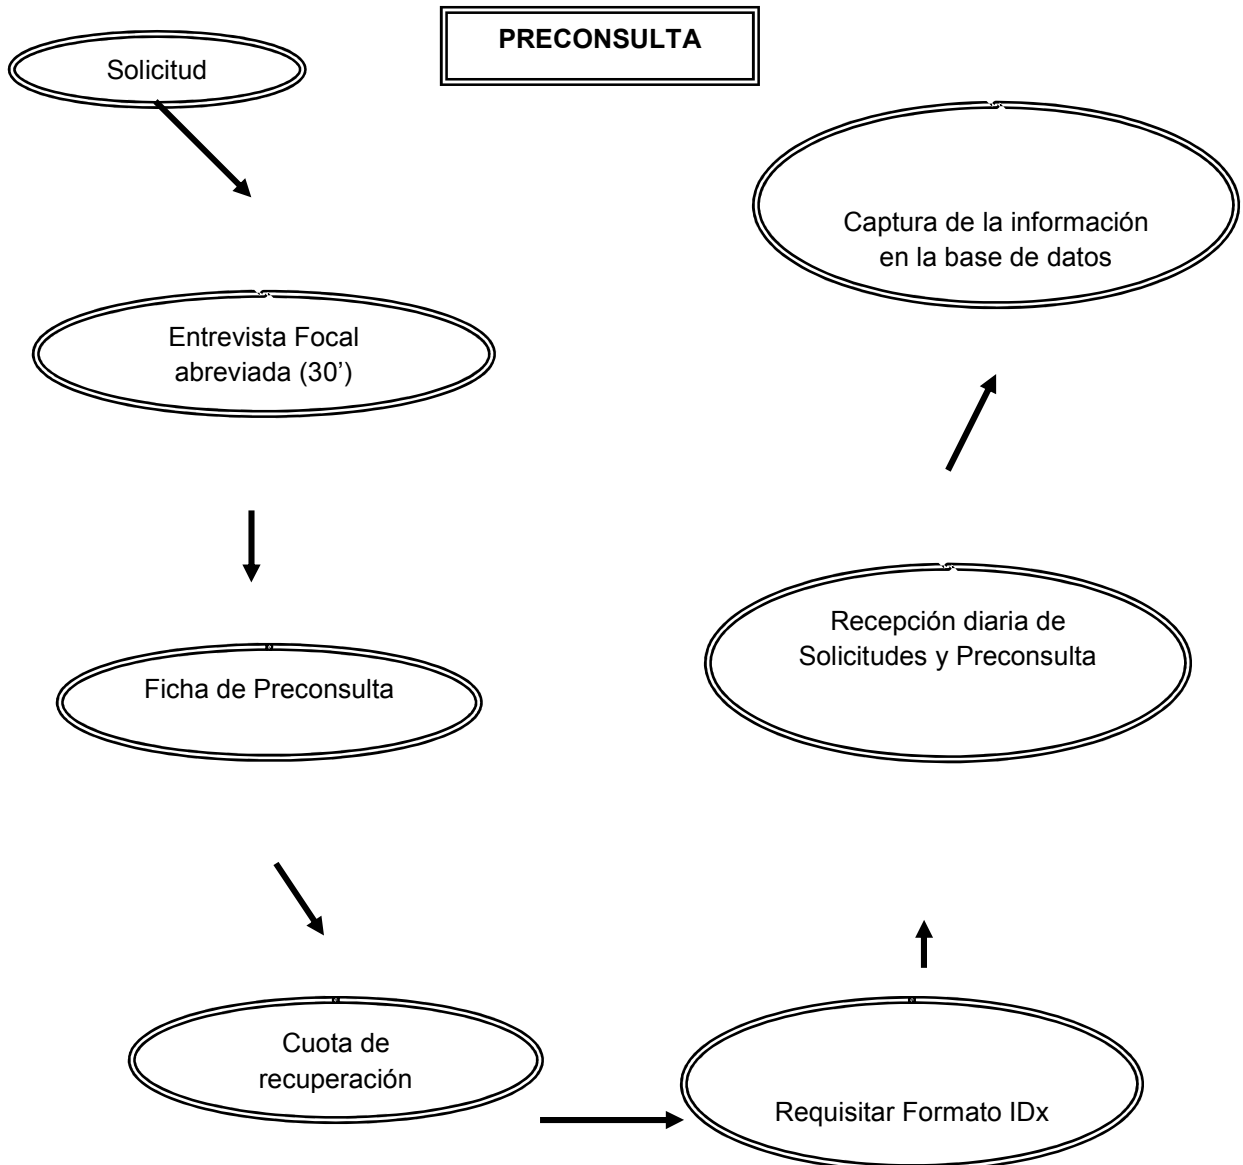 PRECONSULTA
Solicitud
Entrevista Focal
abreviada (30’)
Ficha de Preconsulta
Cuota de
recuperación
Requisitar Formato IDx
Recepción diaria de
Solicitudes y Preconsulta
Captura de la información
en la base de datos